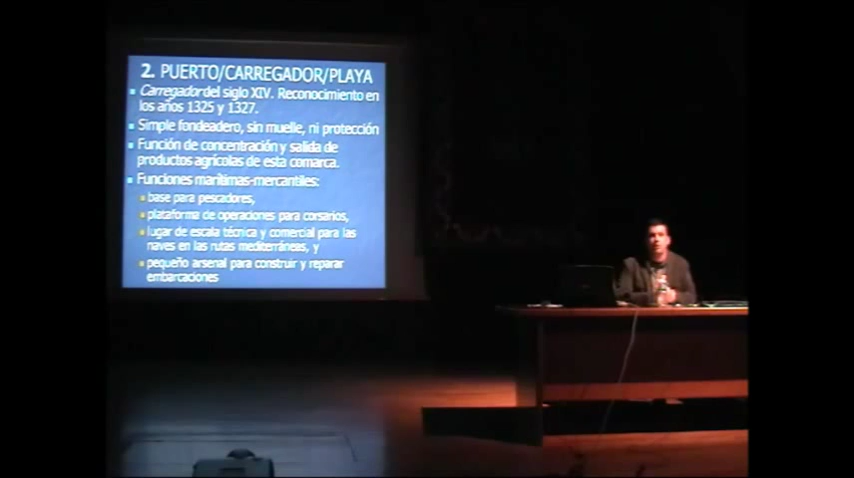 2. PUERTO/CARREGADOR/PLAYA
Carregador del siglo XIV. Reconocimiento en
los años 1325 y 1327.
Simple fondeadero, sin muelle, ni protección
Función de concentración y salida de
productos agrícolas de esta comarca.
Funciones marítimas-mercantiles:
base para pescadores,
plataforma de operaciones para corsarios,
lugar de escala técnica y comercial para las
naves en las rutas mediterráneas, y
pequeño arsenal para construir y reparar
embarcaciones